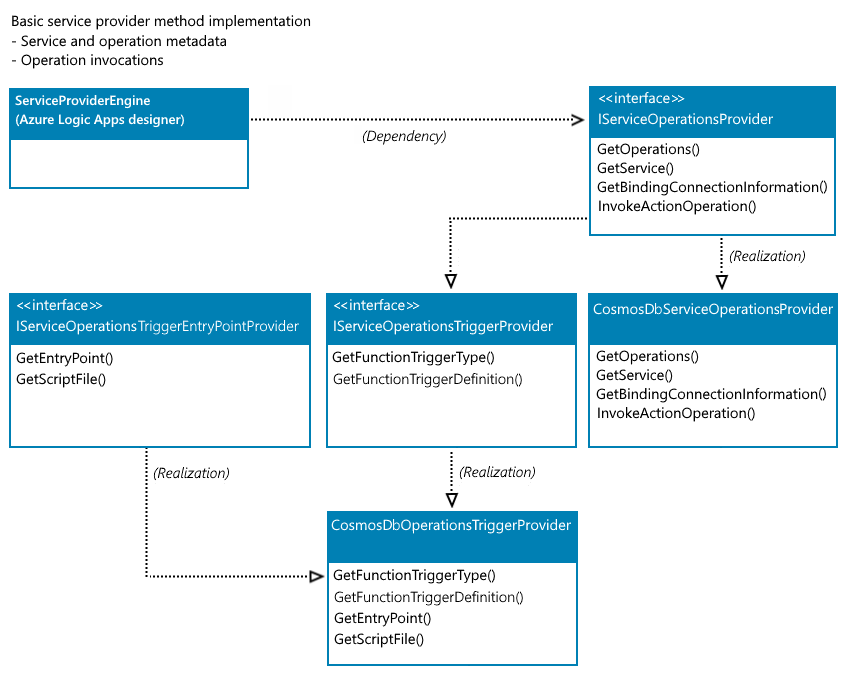 Basic service provider method implementation
- Service and operation metadata
- Operation invocations
ServiceProviderEngine
(Azure Logic Apps designer)
(Dependency)
<<interface>>
IServiceOperationsProvider
GetOperations()
GetService()
GetBindingConnectionInformation()
InvokeActionOperation()
(Realization)
<<interface>>
IServiceOperationsTriggerEntryPointProvider
GetEntryPoint()
GetScriptFile()
<<interface>>
IServiceOperationsTriggerProvider
GetFunctionTriggerType()
GetFunctionTriggerDefinition()
CosmosDbServiceOperationsProvider
GetOperations()
GetService()
GetBindingConnectionInformation()
InvokeActionOperation()
(Realization)
(Realization)
CosmosDbOperationsTriggerProvider
GetFunctionTriggerType()
GetFunctionTriggerDefinition()
GetEntryPoint()
GetScriptFile()